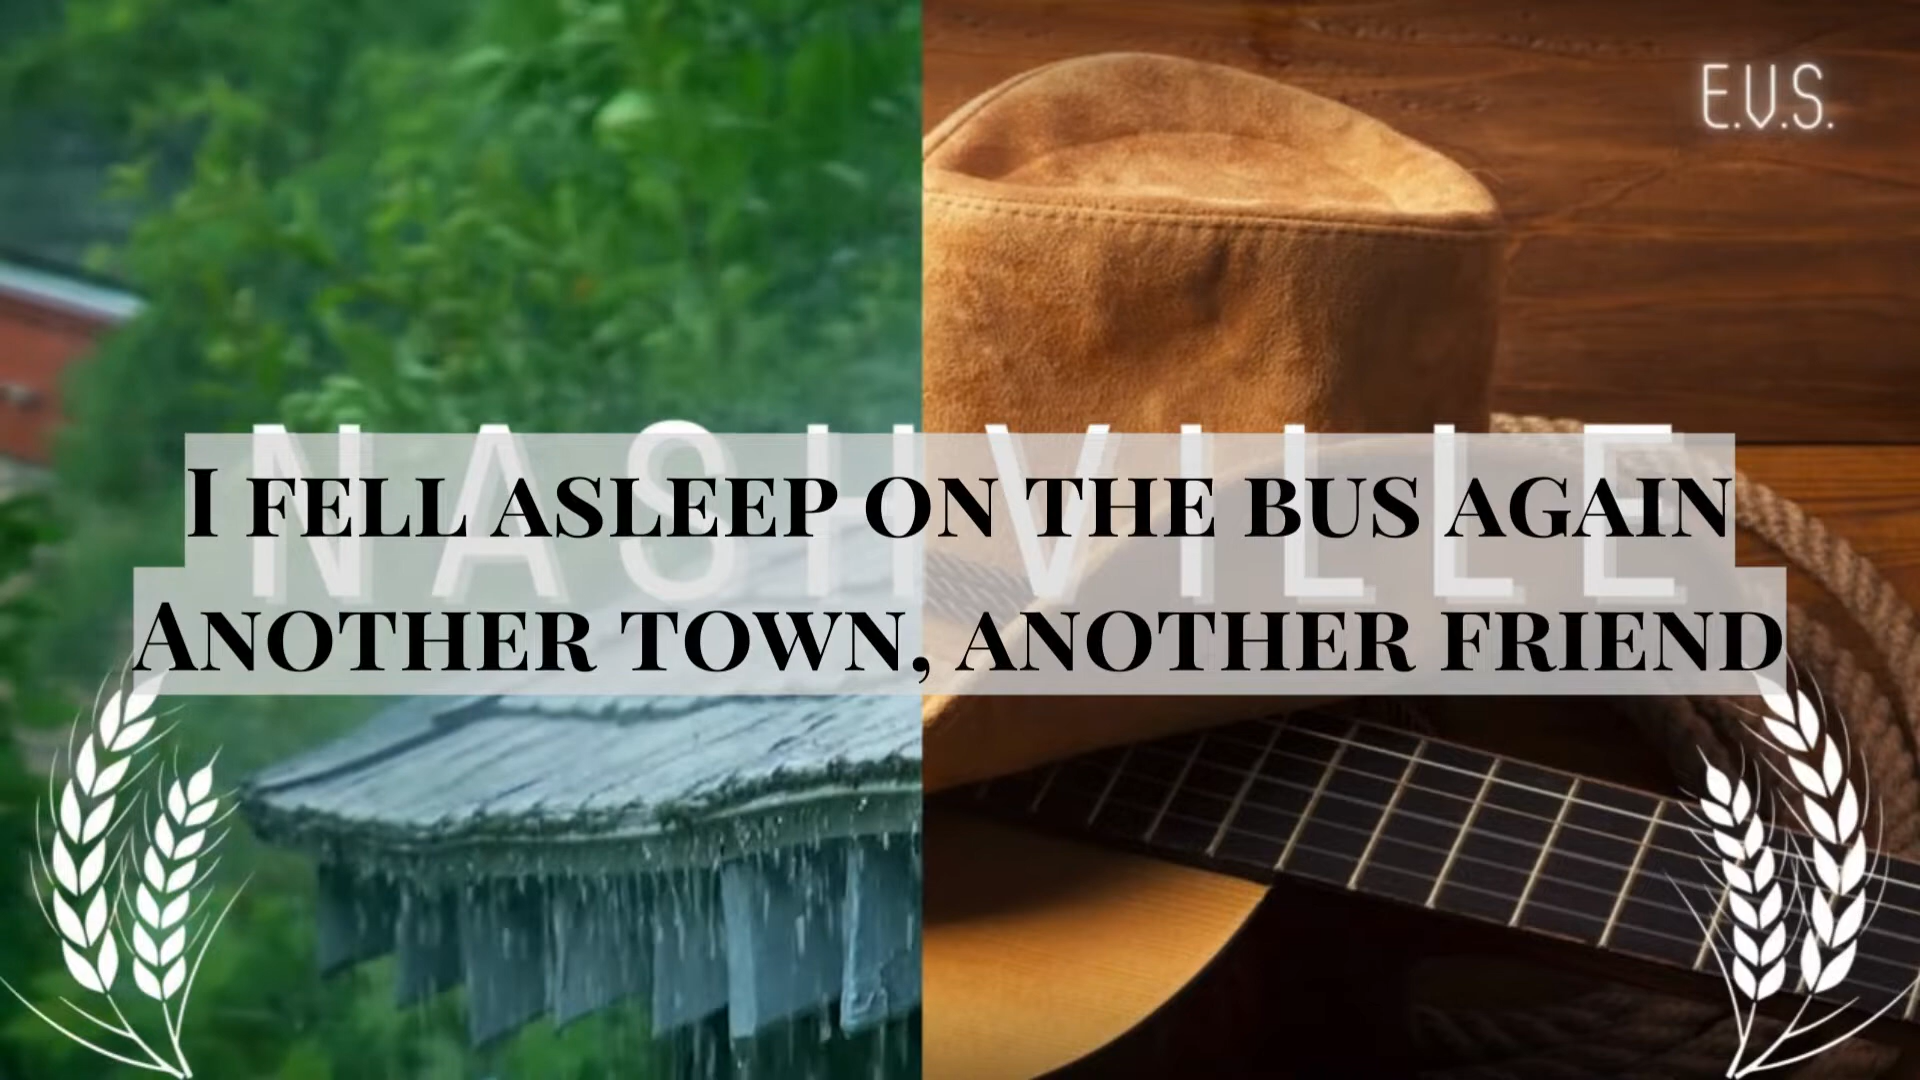 E.V.S.
NASHVILLE
I fell asleep on the bus again
Another town, another friend